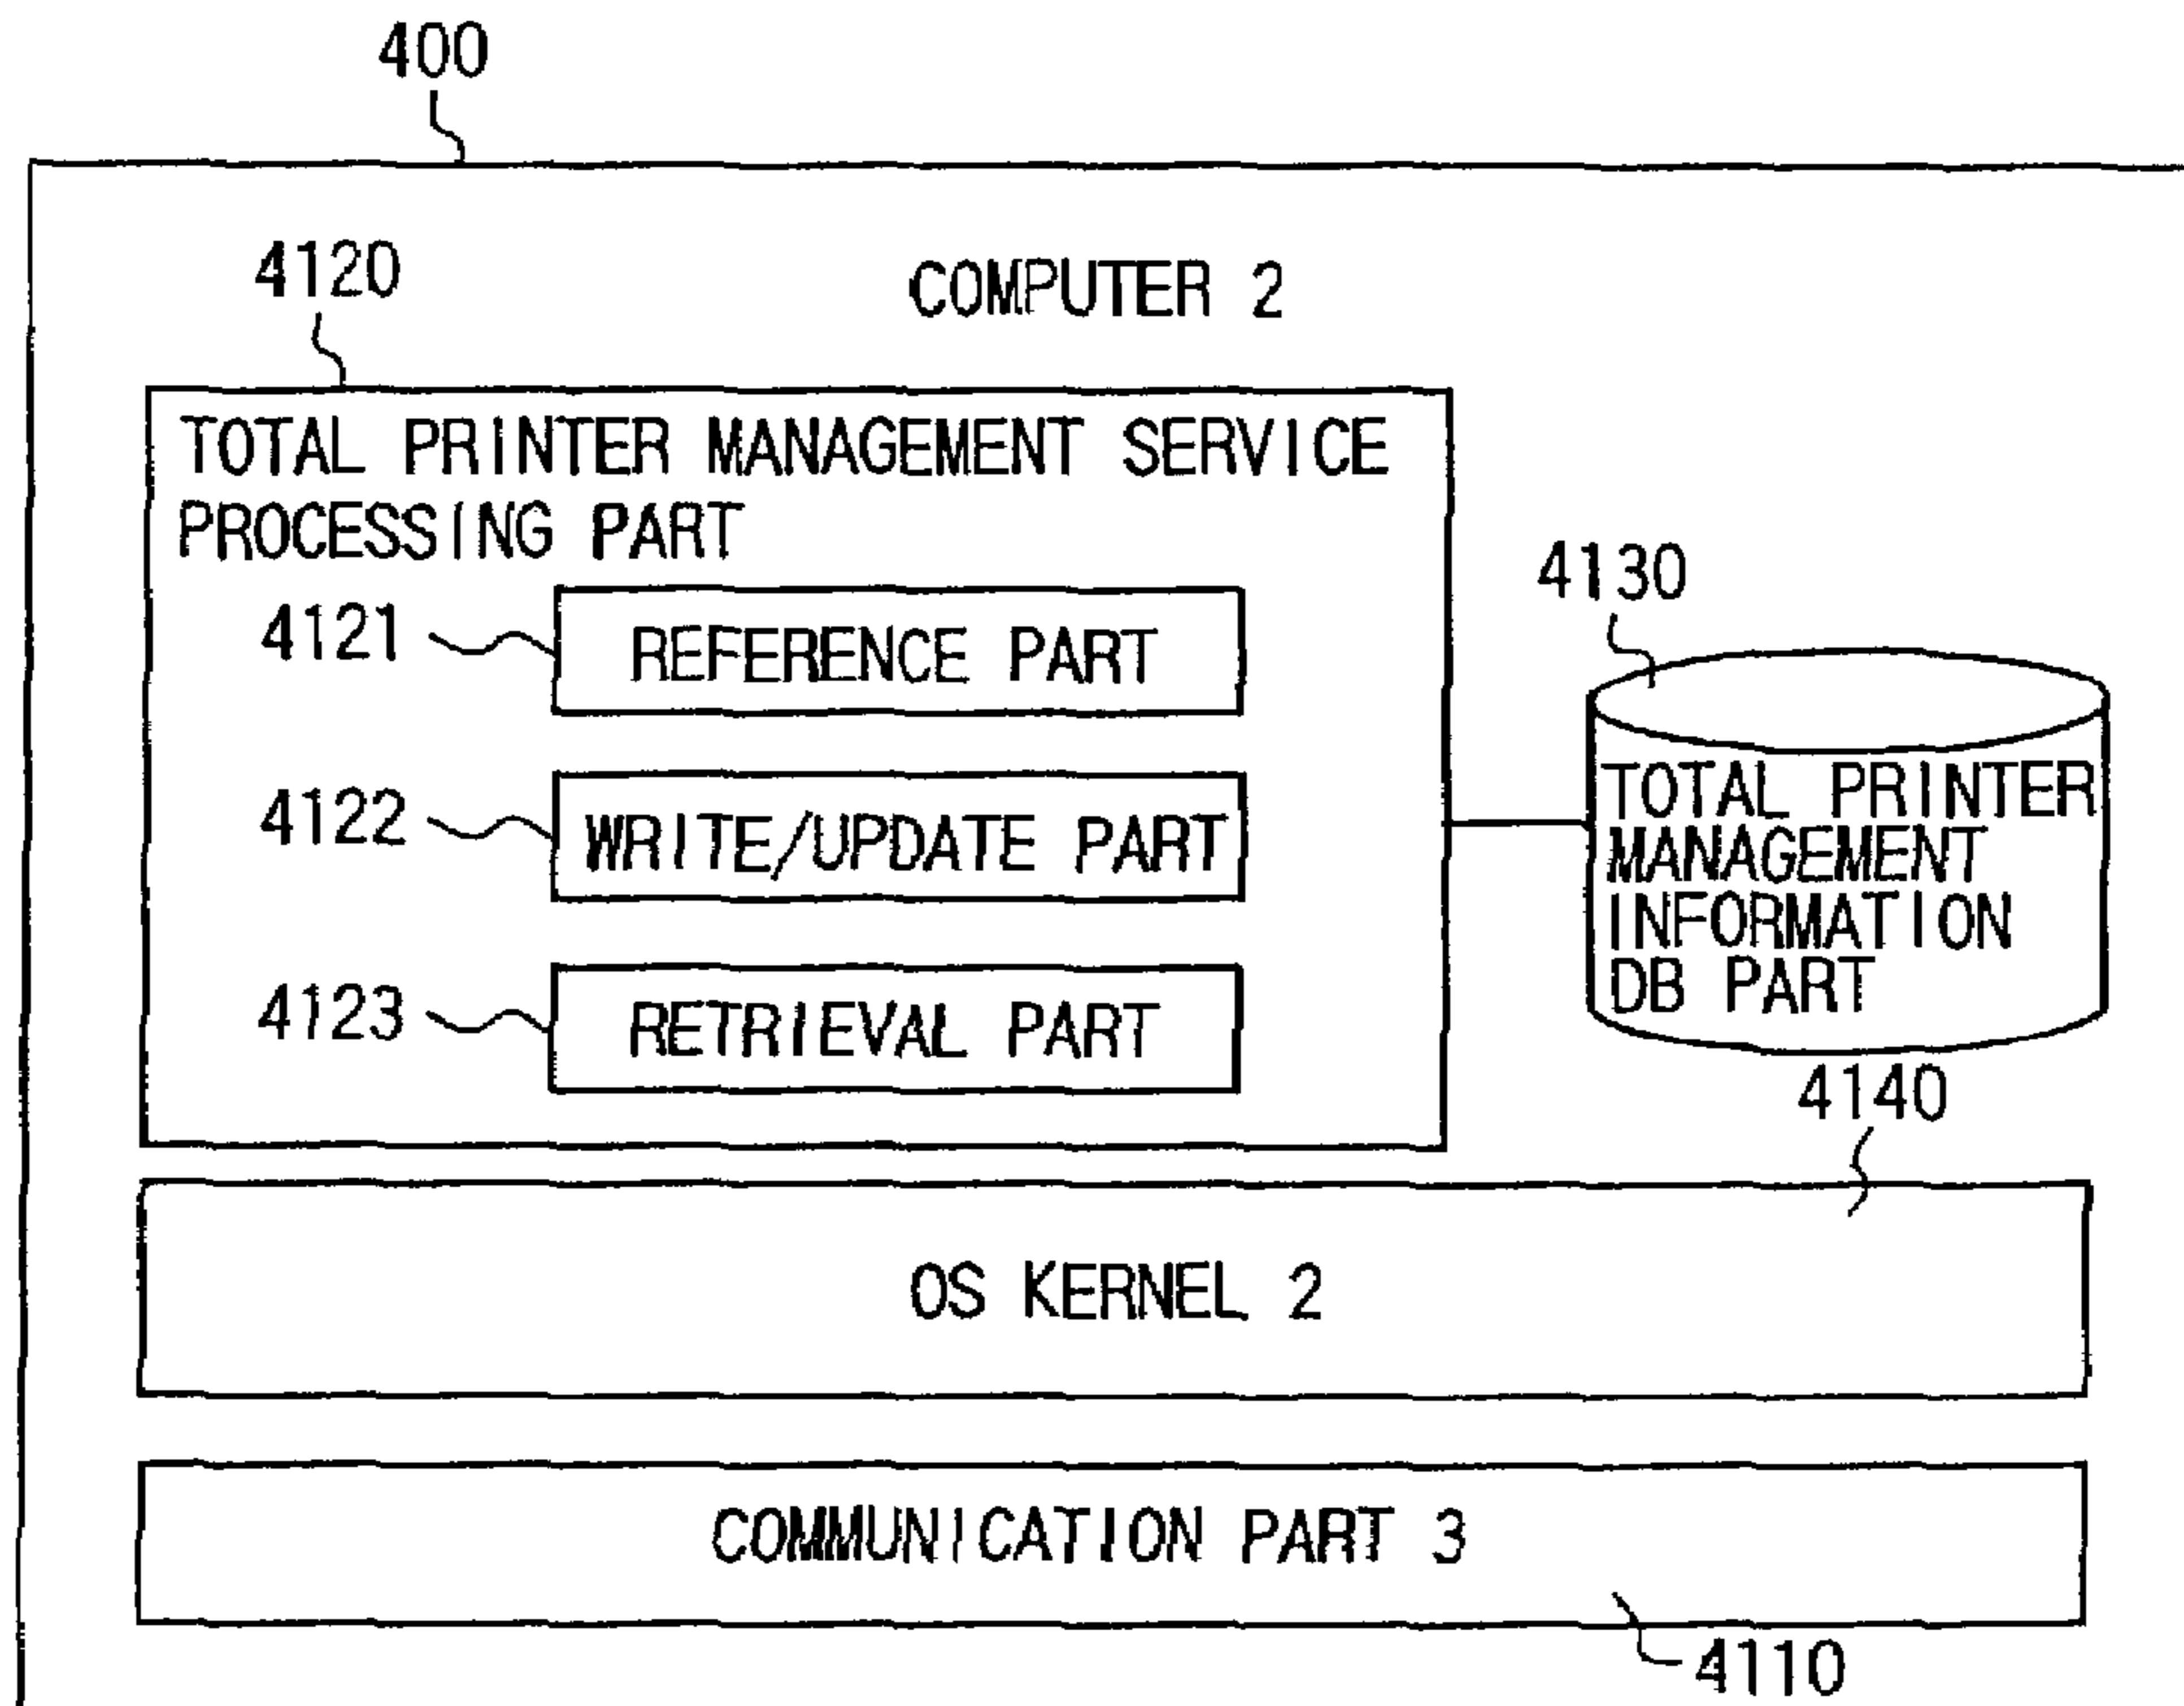 400
COMPUTER 2
4120
TOTAL PRINTER MANAGEMENT SERVICE
PROCESSING PART
4121
REFERENCE PART
4122
WRITE/UPDATE PART
4123
RETRIEVAL PART
4130
TOTAL PRINTER
MANAGEMENT
INFORMATION
DB PART
4140
OS KERNEL 2
COMMUNICATION PART 3
4110